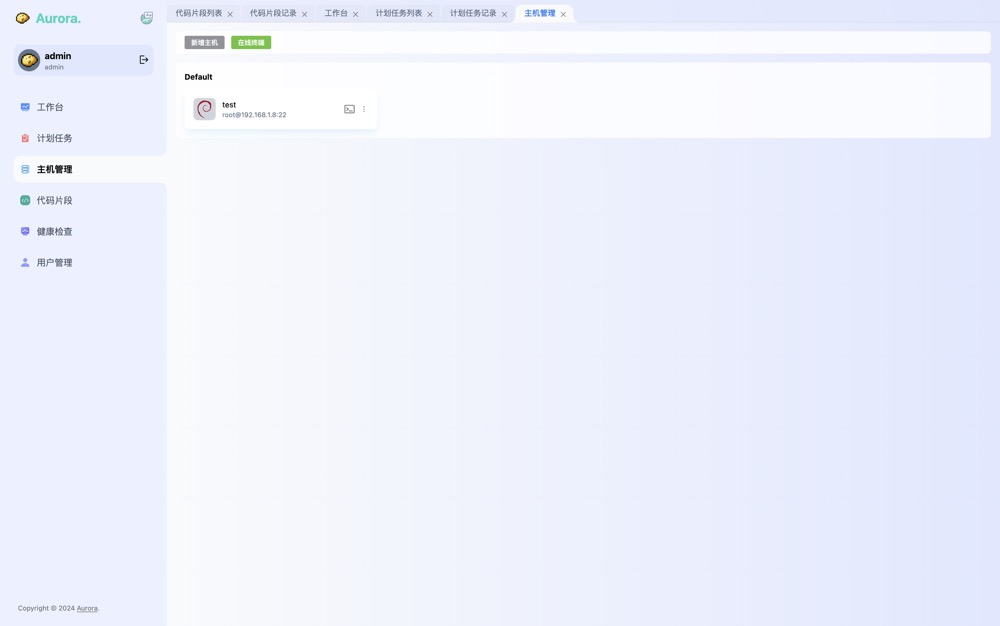 Aurora.
admin
admin
工作台
计划任务
主机管理
代码片段
健康检查
用户管理
Copyright © 2024 Aurora.
代码片段列表 代码片段记录 工作台 计划任务列表 计划任务记录 主机管理
新增主机 在线终端
Default
test
root@192.168.1.8:22